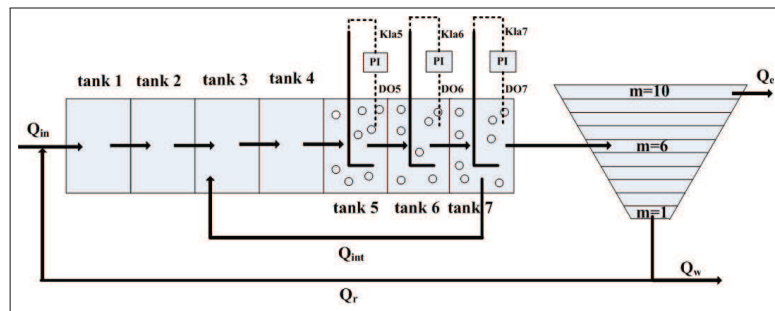 Kla5 Kla6 Kla7
PI PI PI
tank 1 tank 2 tank 3 tank 4
DO5 DO6 DO7
Qe
m=10
Qin
m=6
tank 5 tank 6 tank 7
m=1
Qint
Qw
Qr